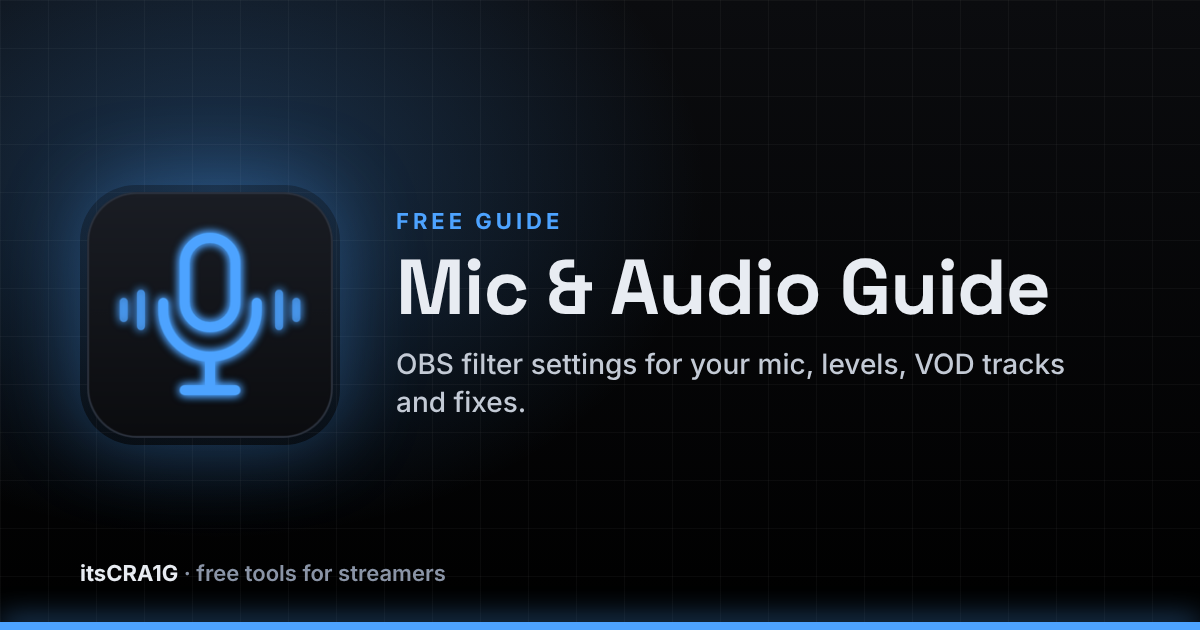 FREE GUIDE
Mic & Audio Guide
OBS filter settings for your mic, levels, VOD tracks
and fixes.
itsCRA1G · free tools for streamers